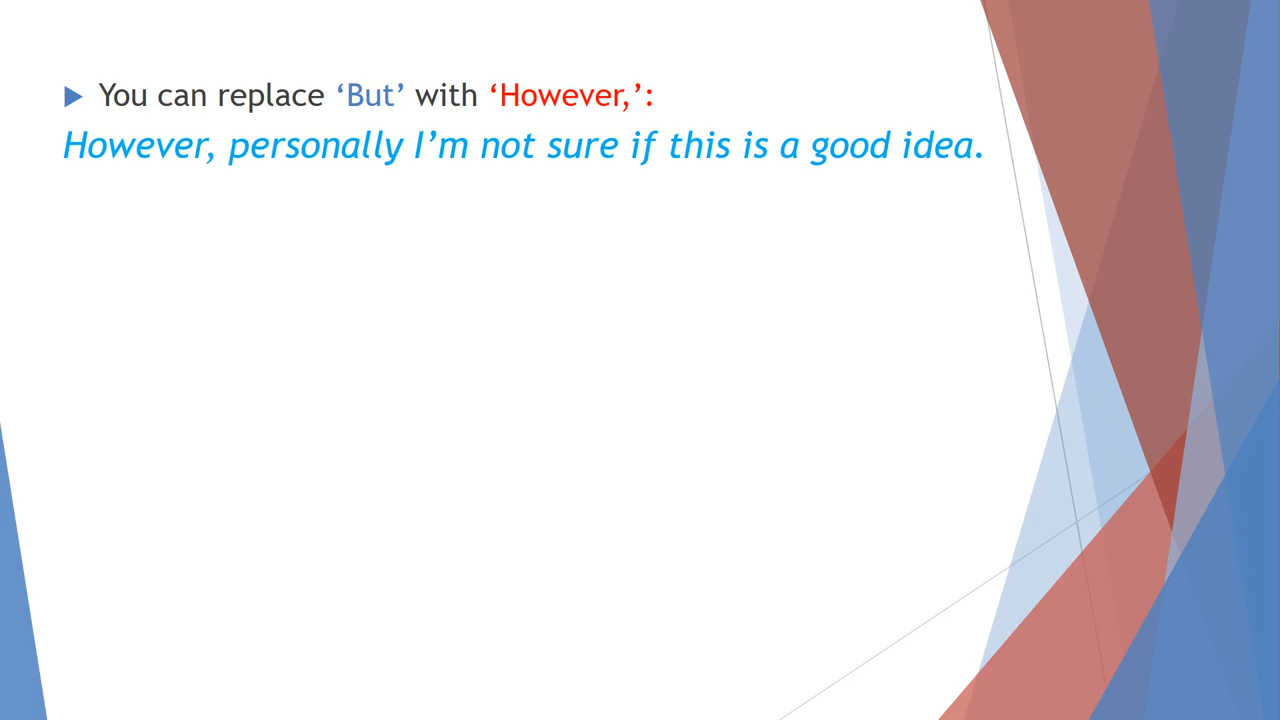 You can replace ‘But’ with ‘However,’:
However, personally I’m not sure if this is a good idea.